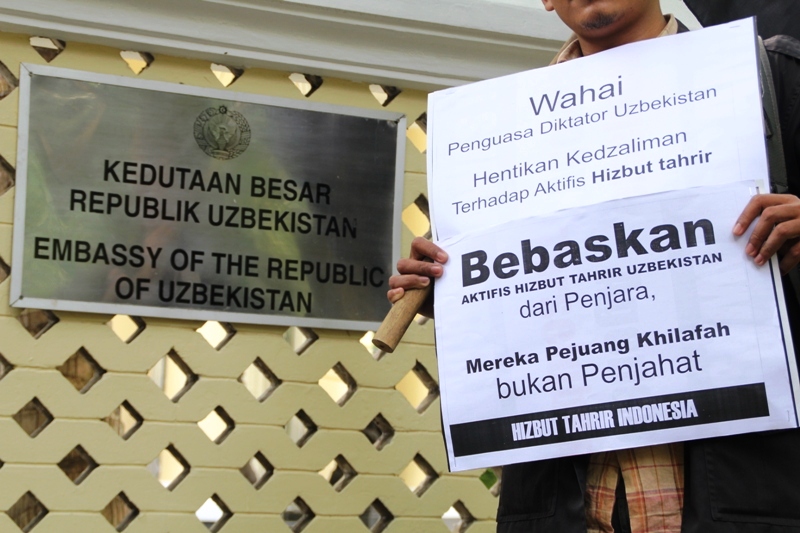 KEDUTAAN BESAR
REPUBLIK UZBEKISTAN
EMBASSY OF THE REPUBLIC
OF UZBEKISTAN
Wahai
Penguasa Diktator Uzbekistan
Hentikan Kedzaliman
Terhadap Aktifis Hizbut tahrir
Bebaskan
AKTIFIS HIZBUT TAHRIR UZBEKISTAN
dari Penjara,
Mereka Pejuang Khilafah
bukan Penjahat
HIZBUT TAHRIR INDONESIA